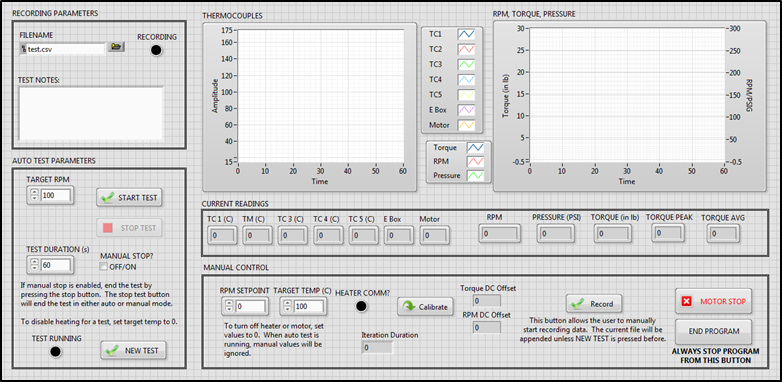 RECORDING PARAMETERS
FILENAME
test.csv
RECORDING
TEST NOTES:
AUTO TEST PARAMETERS
TARGET RPM
100
START TEST
STOP TEST
TEST DURATION (s)
60
MANUAL STOP?
OFF/ON
If manual stop is enabled, end the test by
pressing the stop button. The stop test button
will end the test in either auto or manual mode.
To disable heating for a test, set target temp to 0.
TEST RUNNING
NEW TEST
THERMOCOUPLES
Amplitude
175
160
140
120
100
80
60
40
15
0 10 20 30 40 50 60
Time
TC1
TC2
TC3
TC4
TC5
E Box
Motor
Torque
RPM
Pressure
RPM, TORQUE, PRESSURE
Torque (in lb)
30
25
20
15
10
5
-0.5
300
250
200
150
100
50
-0.5
RPM/PSIG
0 10 20 30 40 50 60
Time
CURRENT READINGS
TC 1 (C) TM (C) TC 3 (C) TC 4 (C) TC 5 (C) E Box Motor RPM PRESSURE (PSI) TORQUE (in lb) TORQUE PEAK TORQUE AVG
0 0 0 0 0 0 0 0 0 0 0 0
MANUAL CONTROL
RPM SETPOINT
0
TARGET TEMP (C)
100
HEATER COMM?
Calibrate
To turn off heater or motor, set
values to 0. When auto test is
running, manual values will be
ignored.
Iteration Duration
0
Torque DC Offset
0
RPM DC Offset
0
Record
This button allows the user to manually
start recording data. The current file will be
appended unless NEW TEST is pressed before.
MOTOR STOP
END PROGRAM
ALWAYS STOP PROGRAM
FROM THIS BUTTON